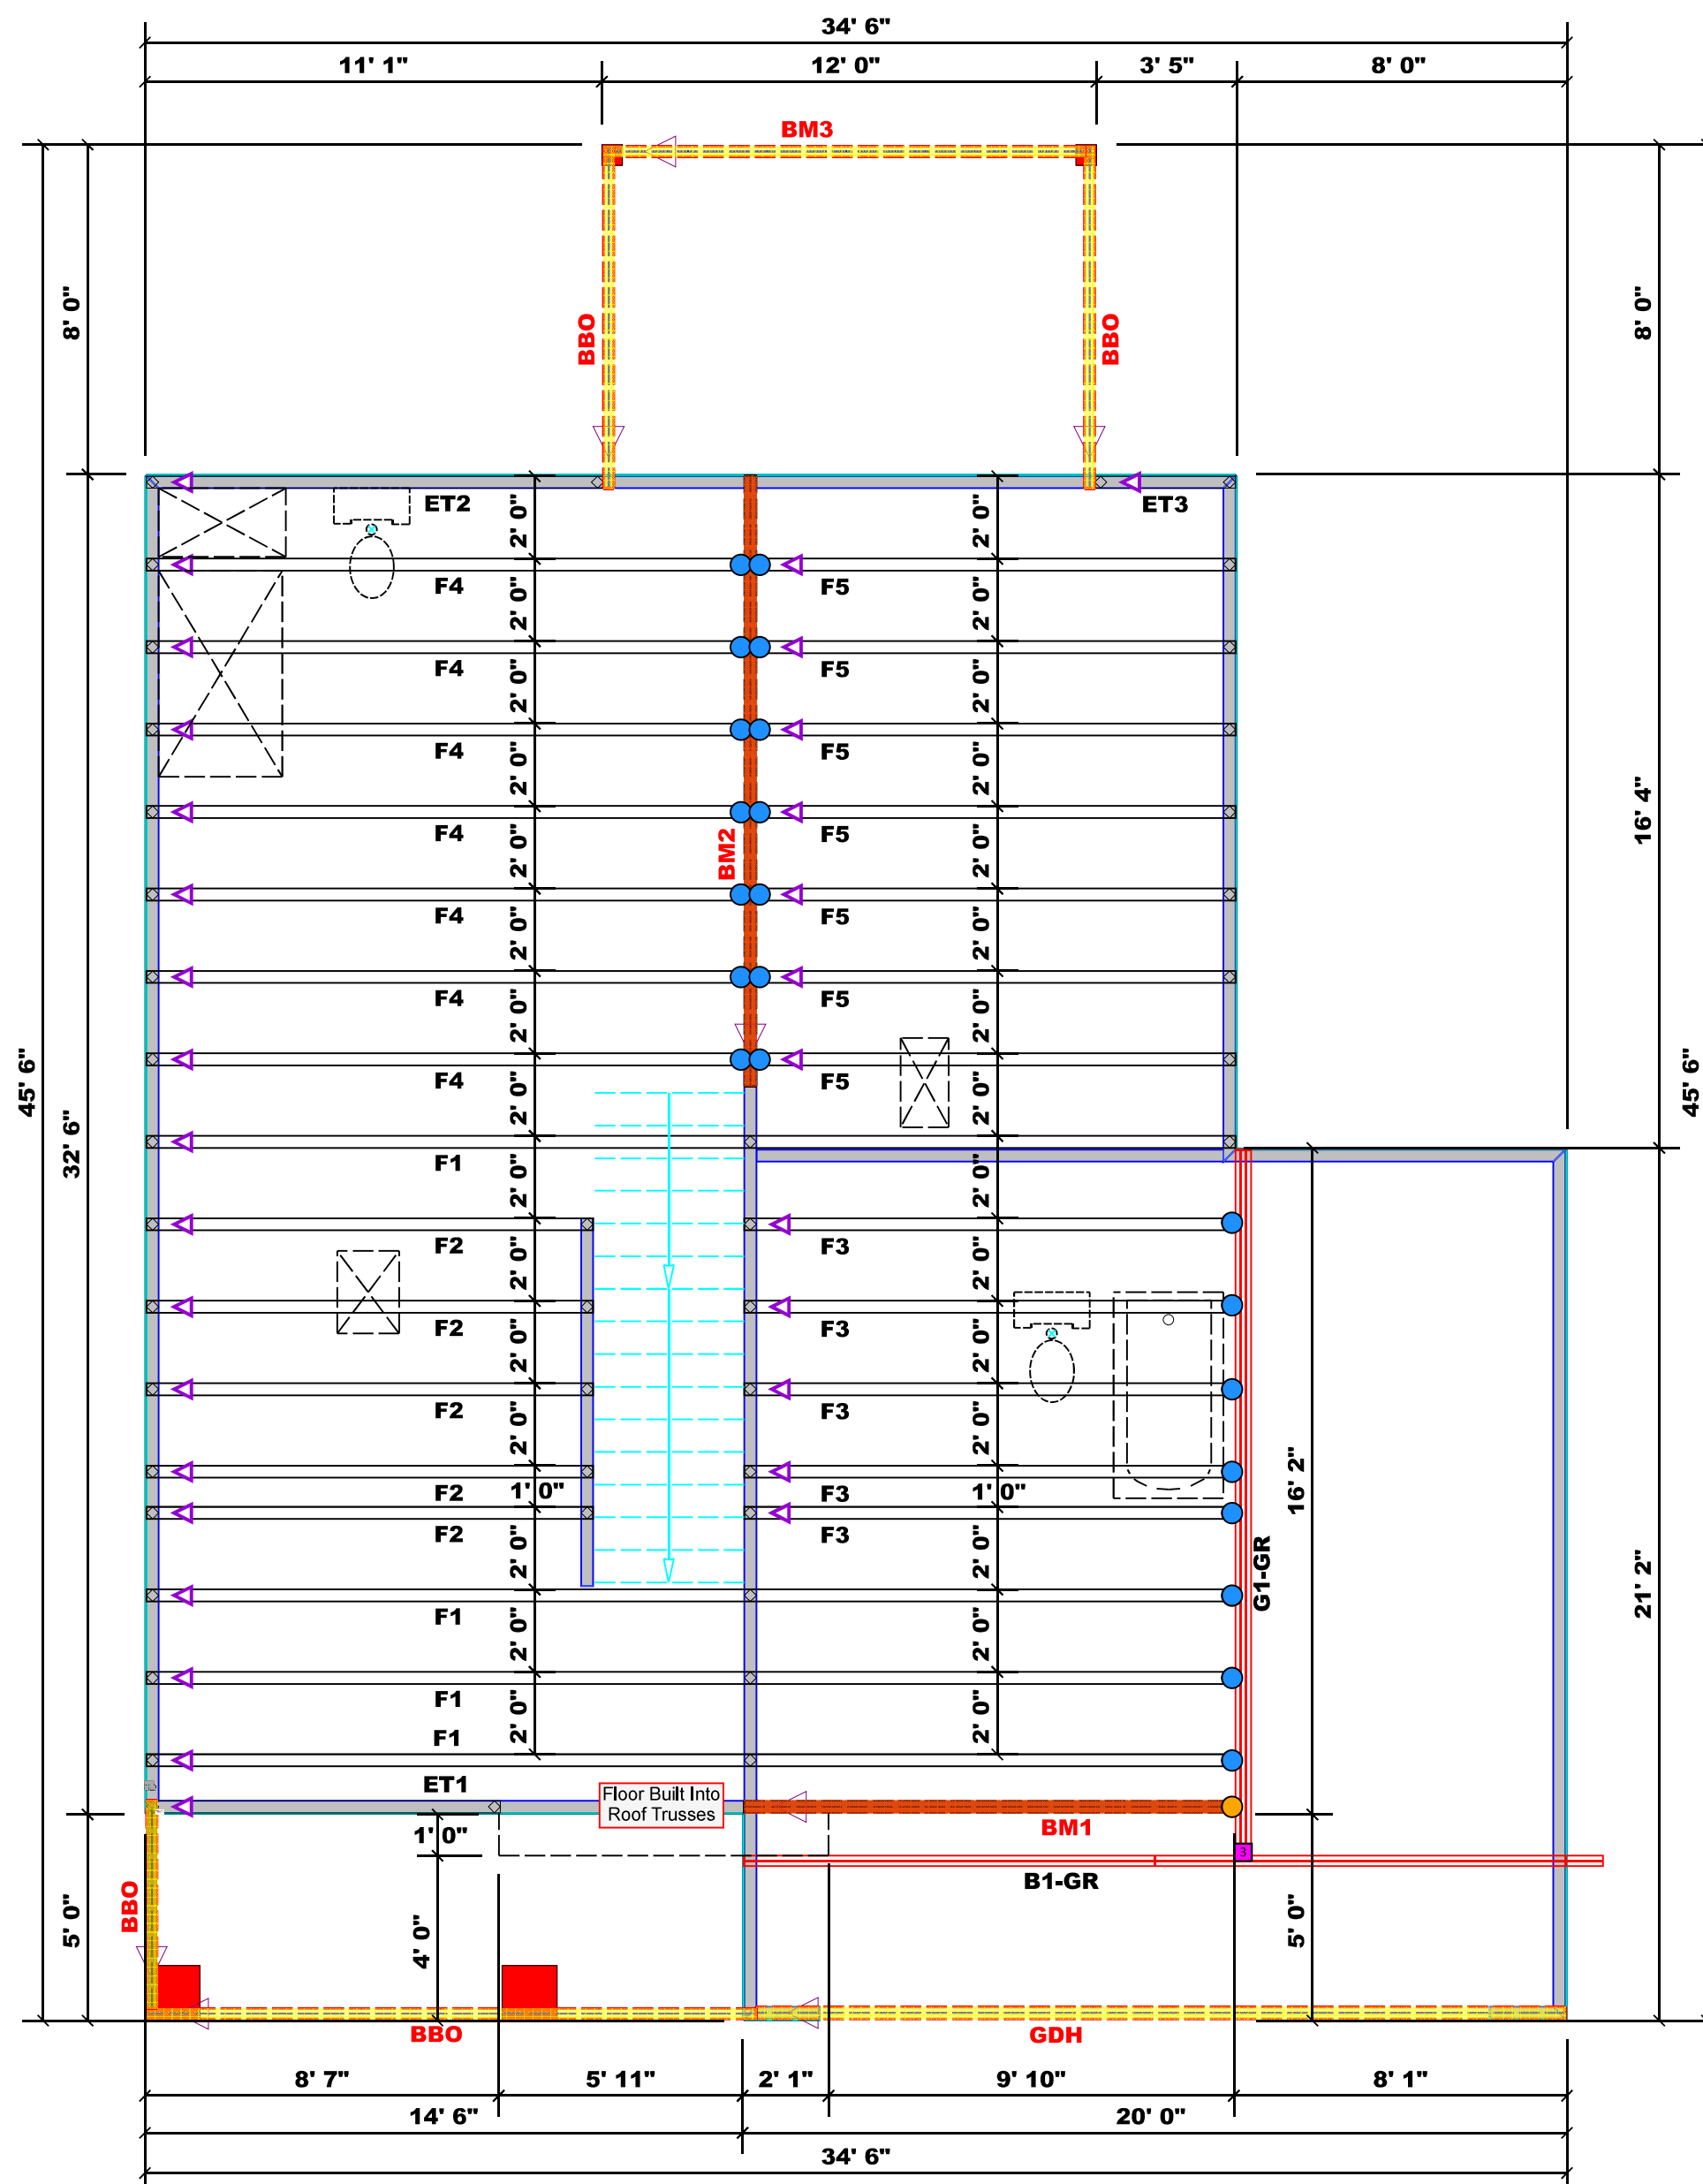 34' 6"
11' 1" 12' 0" 3' 5" 8' 0"
BM3
8' 0" BBO BBO 8' 0"
ET2 2' 0" 2' 0" ET3
F4 2' 0" F5 2' 0"
F4 2' 0" F5 2' 0"
F4 2' 0" F5 2' 0"
F4 BM2 2' 0" F5 2' 0" 16' 4"
F4 2' 0" F5 2' 0"
F4 2' 0" F5 2' 0"
F4 2' 0" F5 2' 0"
45' 6" 32' 6" 45' 6"
F1 2' 0" 2' 0"
F2 2' 0" F3 2' 0"
F2 2' 0" F3 2' 0"
F2 2' 0" F3 2' 0"
F2 1' 0" F3 1' 0" 16' 2"
F2 2' 0" F3 2' 0"
G1-GR 21' 2"
F1 2' 0" 2' 0"
F1 2' 0" 2' 0"
F1
ET1
Floor Built Into
Roof Trusses
1' 0" BM1
3
B1-GR
5' 0" BBO 4' 0" 5' 0"
BBO GDH
8' 7" 5' 11" 2' 1" 9' 10" 8' 1"
14' 6" 20' 0"
34' 6"